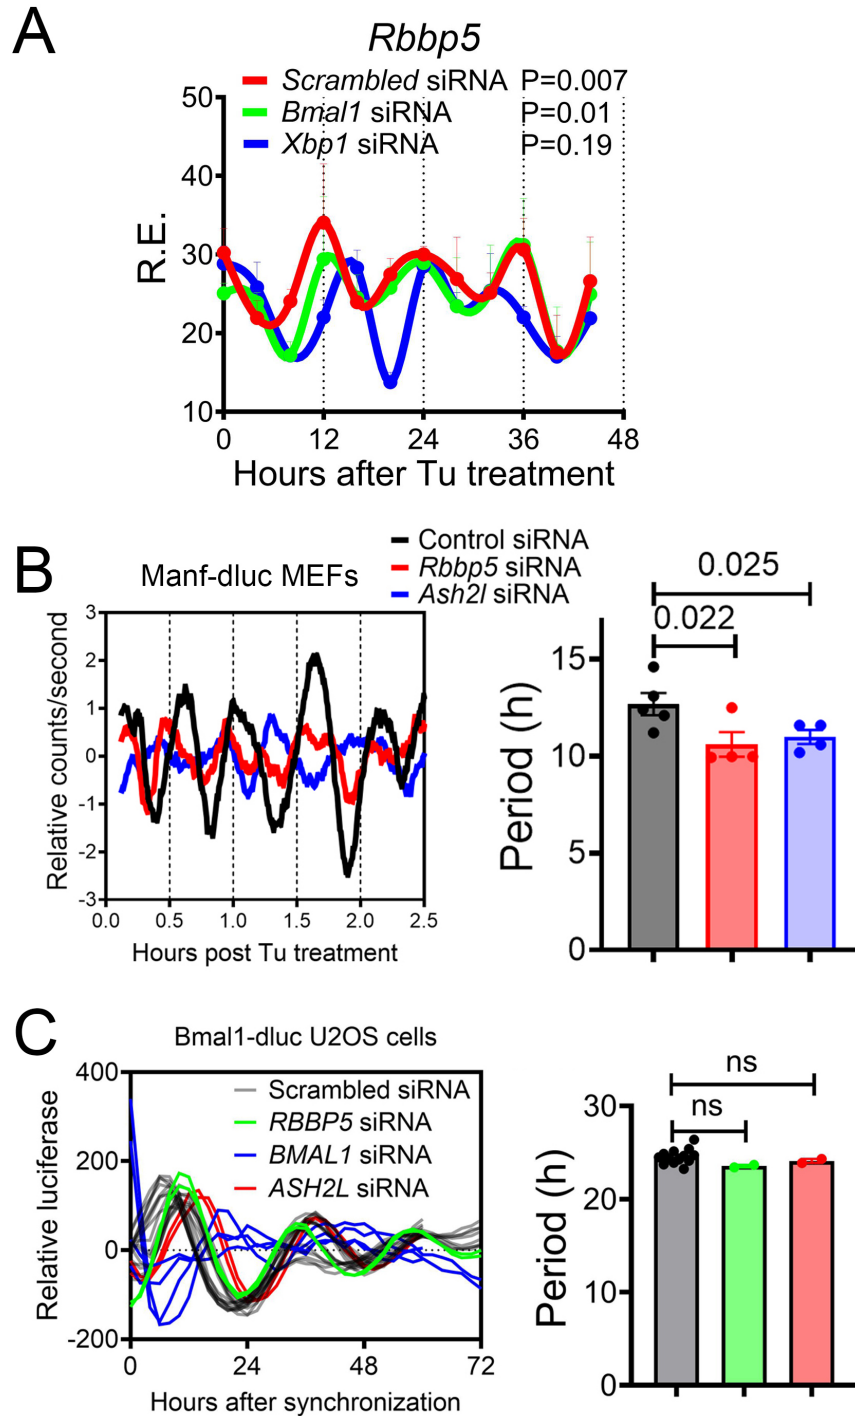 A
Rbbp5
Scrambled siRNA P=0.007
Bmal1 siRNA P=0.01
Xbp1 siRNA P=0.19
R.E.
50
40
30
20
10
0 12 24 36 48
Hours after Tu treatment
B
Manf-dluc MEFs
Control siRNA
Rbbp5 siRNA
Ash2l siRNA
Relative counts/second
3
2
1
0
-1
-2
-3
0.0 0.5 1.0 1.5 2.0 2.5
Hours post Tu treatment
0.025
0.022
Period (h)
15
10
5
0
C
Bmal1-dluc U2OS cells
Scrambled siRNA
RBBP5 siRNA
BMAL1 siRNA
ASH2L siRNA
Relative luciferase
400
200
0
-200
0 24 48 72
Hours after synchronization
ns
ns
Period (h)
30
20
10
0